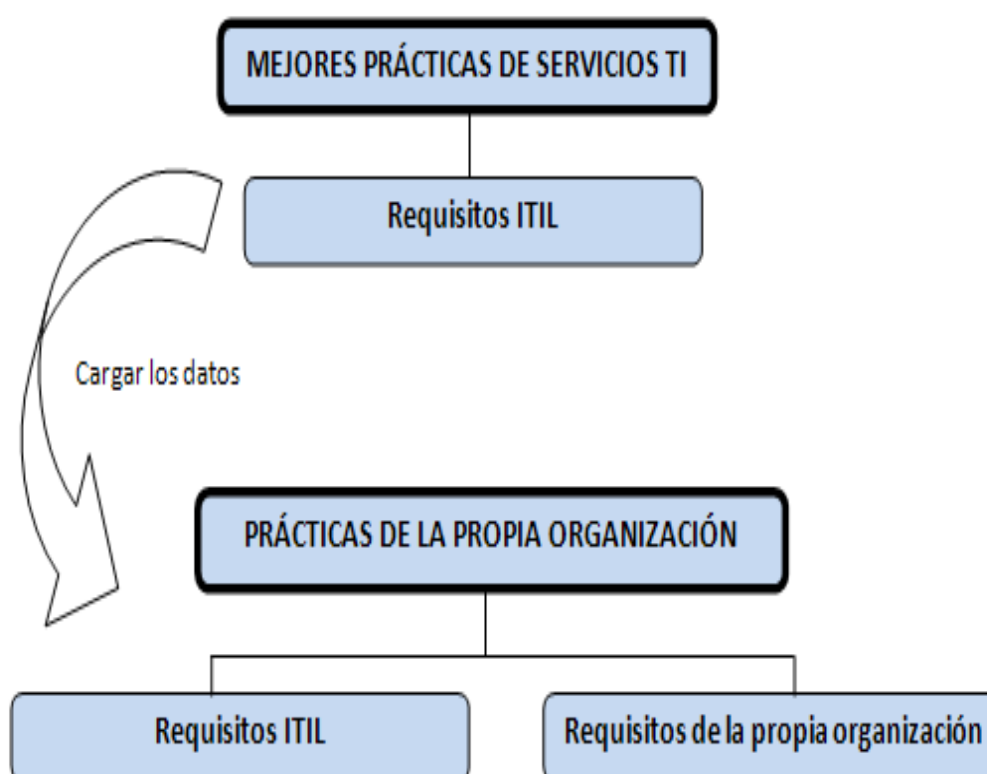 MEJORES PRÁCTICAS DE SERVICIOS TI
Requisitos ITIL
Cargar los datos
PRÁCTICAS DE LA PROPIA ORGANIZACIÓN
Requisitos ITIL
Requisitos de la propia organización